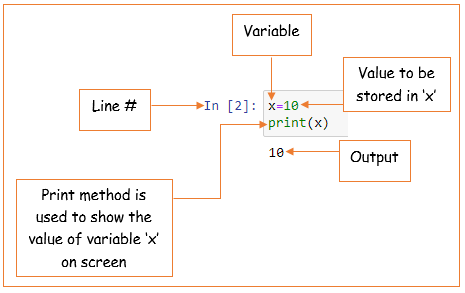 Variable
Value to be
stored in ‘x’
Line #
In [2]: x=10
print(x)
10
Output
Print method is
used to show the
value of variable ‘x’
on screen